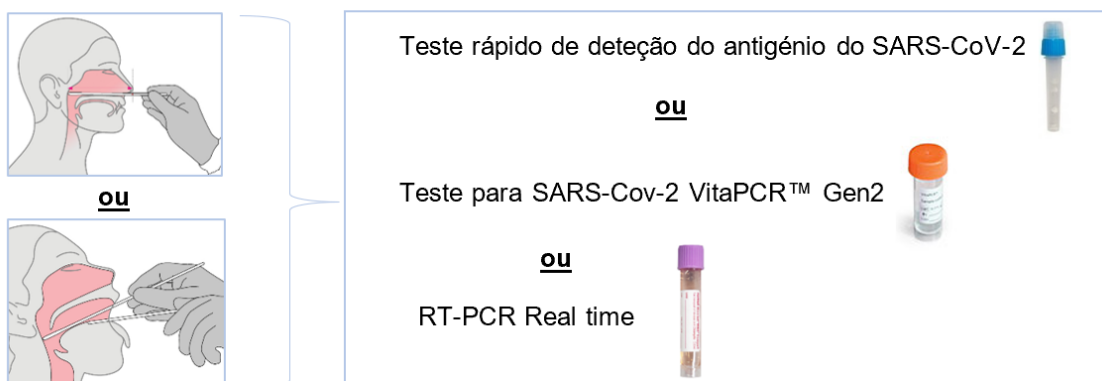 Teste rápido de deteção do antigénio do SARS-CoV-2
ou
ou
Teste para SARS-Cov-2 VitaPCR™ Gen2
ou
RT-PCR Real time